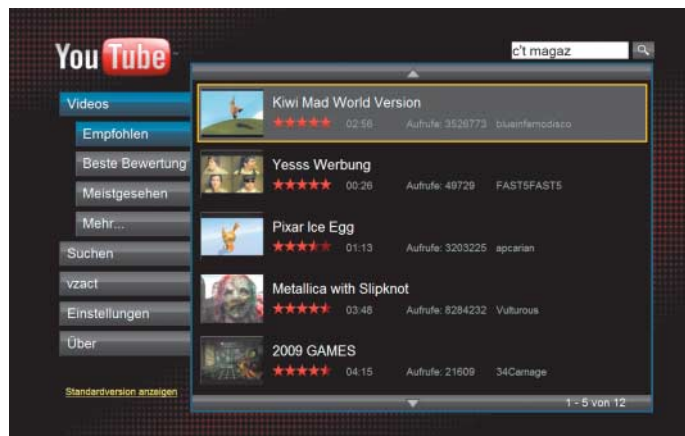 You Tube
c't magaz
Videos
Empfohlen
Beste Bewertung
Meistgesehen
Mehr...
Suchen
vzact
Einstellungen
Über
Standardversion anzeigen
Kiwi Mad World Version
02:56 Aufrufe: 3526773 blueinfernodisco
Yesss Werbung
00:26 Aufrufe: 49729 FAST5FAST5
Pixar Ice Egg
01:13 Aufrufe: 3203225 apcarian
Metallica with Slipknot
03:48 Aufrufe: 8284232 Vulturous
2009 GAMES
04:15 Aufrufe: 21609 34Carnage
1 - 5 von 12